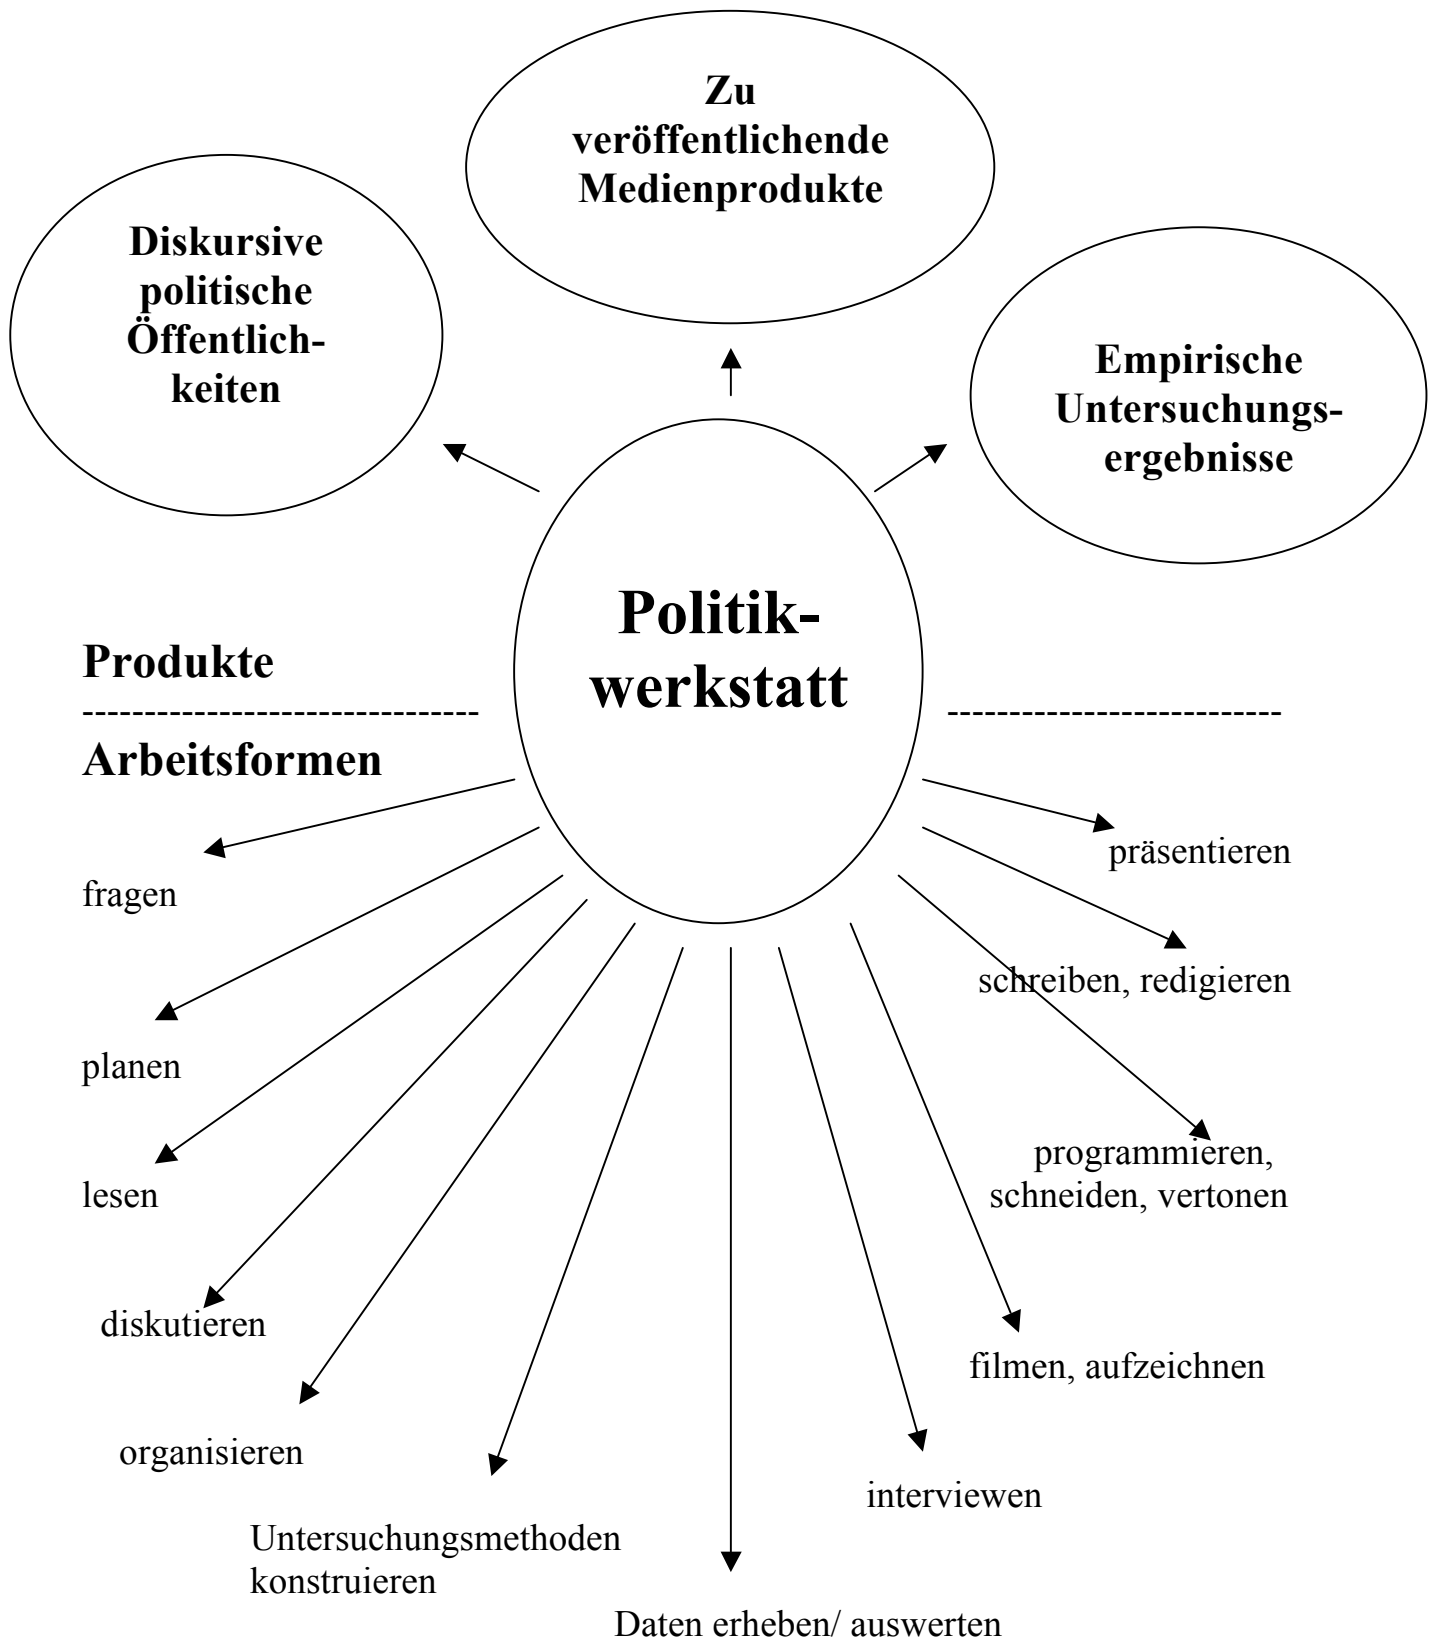 Zu
veröffentlichende
Medienprodukte
Diskursive
politische
Öffentlich-
keiten
Empirische
Untersuchungs-
ergebnisse
Politik-
werkstatt
Produkte
-------------------------------- ---------------------------
Arbeitsformen
präsentieren
fragen
schreiben, redigieren
planen
programmieren,
schneiden, vertonen
lesen
diskutieren
filmen, aufzeichnen
organisieren
interviewen
Untersuchungsmethoden
konstruieren
Daten erheben/ auswerten